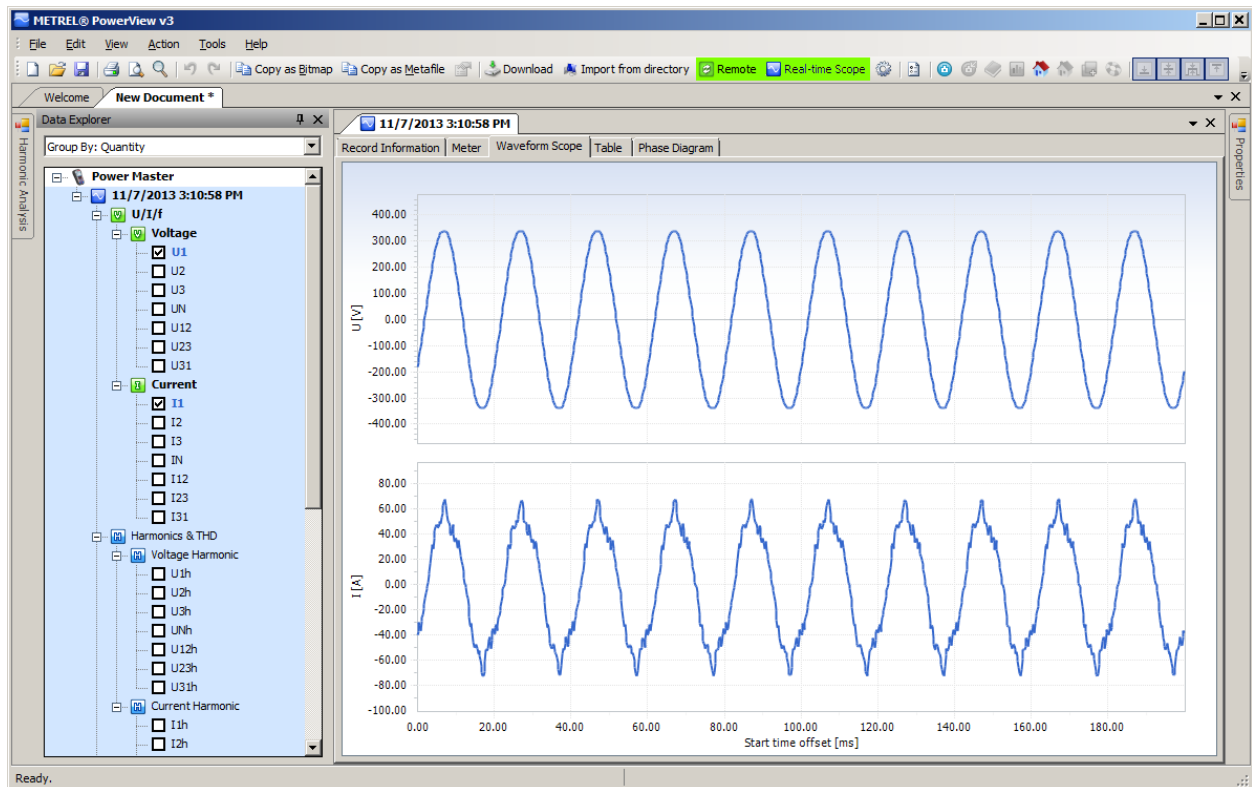 METREL® PowerView v3
File Edit View Action Tools Help
Copy as Bitmap Copy as Metafile Download Import from directory Remote Real-time Scope
Welcome New Document *
Harmonic Analysis
Data Explorer
Group By: Quantity
Power Master
11/7/2013 3:10:58 PM
U/I/f
Voltage
U1
U2
U3
UN
U12
U23
U31
Current
I1
I2
I3
IN
I12
I23
I31
Harmonics & THD
Voltage Harmonic
U1h
U2h
U3h
UNh
U12h
U23h
U31h
Current Harmonic
I1h
I2h
11/7/2013 3:10:58 PM
Record Information Meter Waveform Scope Table Phase Diagram
U [V]
400.00
300.00
200.00
100.00
0.00
-100.00
-200.00
-300.00
-400.00
I [A]
80.00
60.00
40.00
20.00
0.00
-20.00
-40.00
-60.00
-80.00
-100.00
0.00 20.00 40.00 60.00 80.00 100.00 120.00 140.00 160.00 180.00
Start time offset [ms]
Properties
Ready.